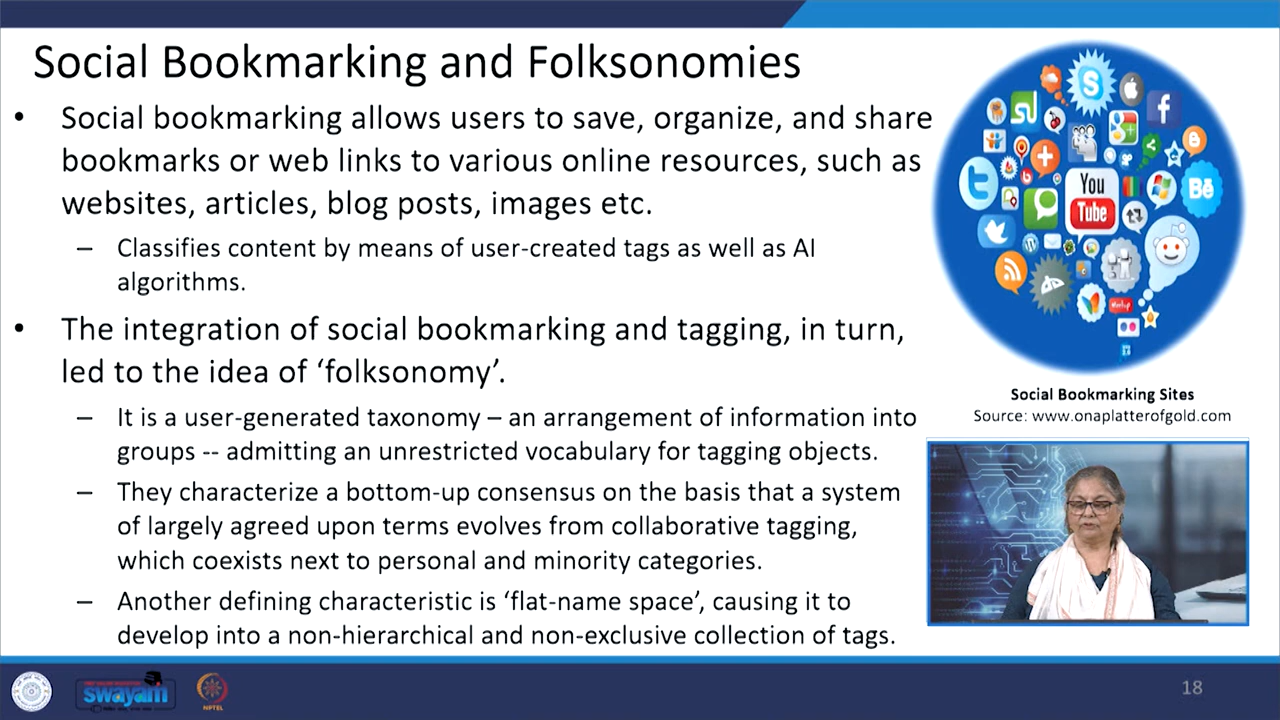 Social Bookmarking and Folksonomies
• Social bookmarking allows users to save, organize, and share
bookmarks or web links to various online resources, such as
websites, articles, blog posts, images etc.
– Classifies content by means of user-created tags as well as AI
algorithms.
• The integration of social bookmarking and tagging, in turn,
led to the idea of ‘folksonomy’.
– It is a user-generated taxonomy – an arrangement of information into
groups -- admitting an unrestricted vocabulary for tagging objects.
– They characterize a bottom-up consensus on the basis that a system
of largely agreed upon terms evolves from collaborative tagging,
which coexists next to personal and minority categories.
– Another defining characteristic is ‘flat-name space’, causing it to
develop into a non-hierarchical and non-exclusive collection of tags.
You
Tube
Bē
Social Bookmarking Sites
Source: www.onaplatterofgold.com
swayam
NPTEL
18